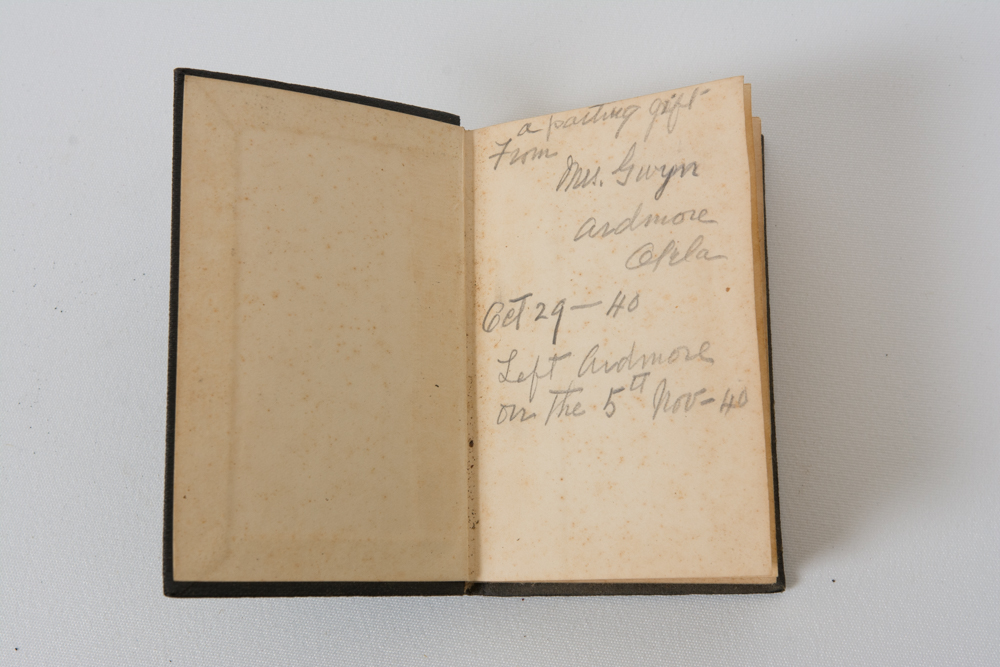 a parting gift
From
Mrs. Gwyn
Ardmore
Okla
Oct 29 - 40
Left Ardmore
on the 5th Nov - 40